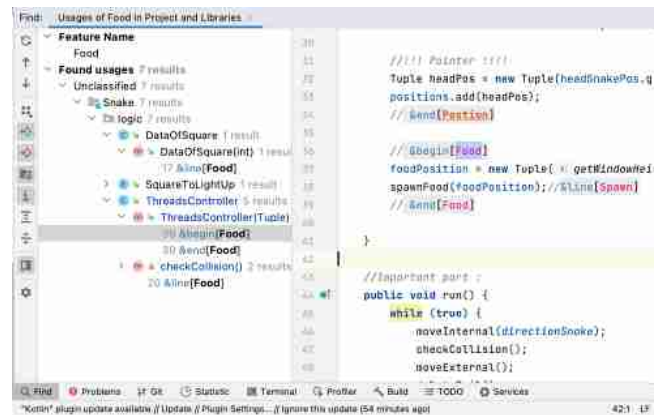 Find: Usages of Food in Project and Libraries
Feature Name
Food
Found usages 7 results
Unclassified 7 results
Snake 7 results
logic 7 results
DataOfSquare 1 result
DataOfSquare(int) 1 resul
17 &line[Food]
SquareToLightUp 1 result
ThreadsController 5 results
ThreadsController(Tuple)
&begin[Food]
&end[Food]
checkCollision() 2 results
20 &line[Food]
//!!! Pointer !!!!
Tuple headPos = new Tuple(headSnakePos.g
positions.add(headPos);
// &end[Postion]
// &begin[Food]
foodPosition = new Tuple( getWindowHei
spawnFood(foodPosition);//&line[Spawn]
// &end[Food]
}
//Important part :
public void run() {
while (true) {
moveInternal(directionSnake);
checkCollision();
moveExternal();
Find Problems Git Statistic Terminal Profiler Build TODO Services
"Kotlin" plugin update available // Update // Plugin Settings... // Ignore this update (54 minutes ago) 42:1 LF